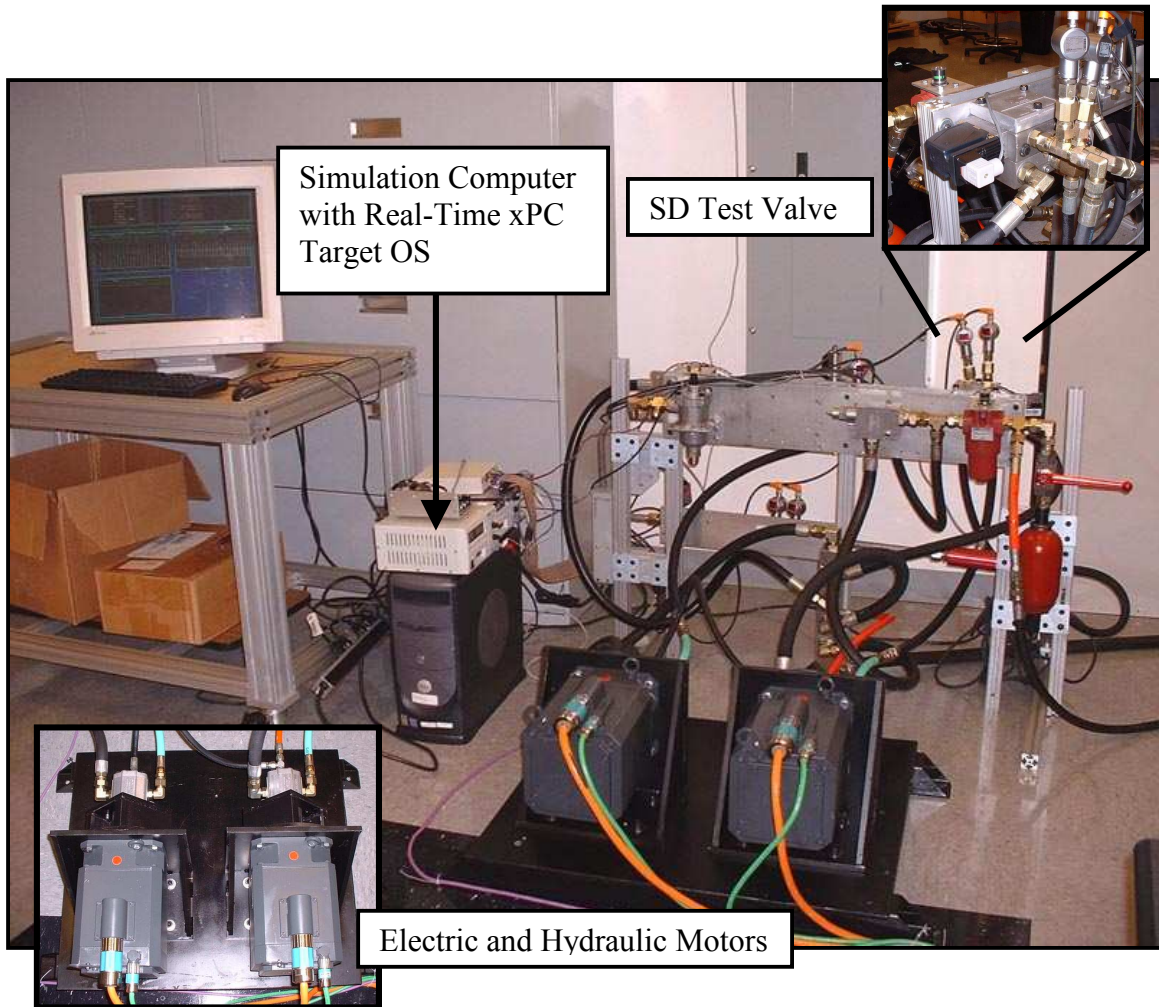 Simulation Computer
with Real-Time xPC
Target OS
SD Test Valve
Electric and Hydraulic Motors